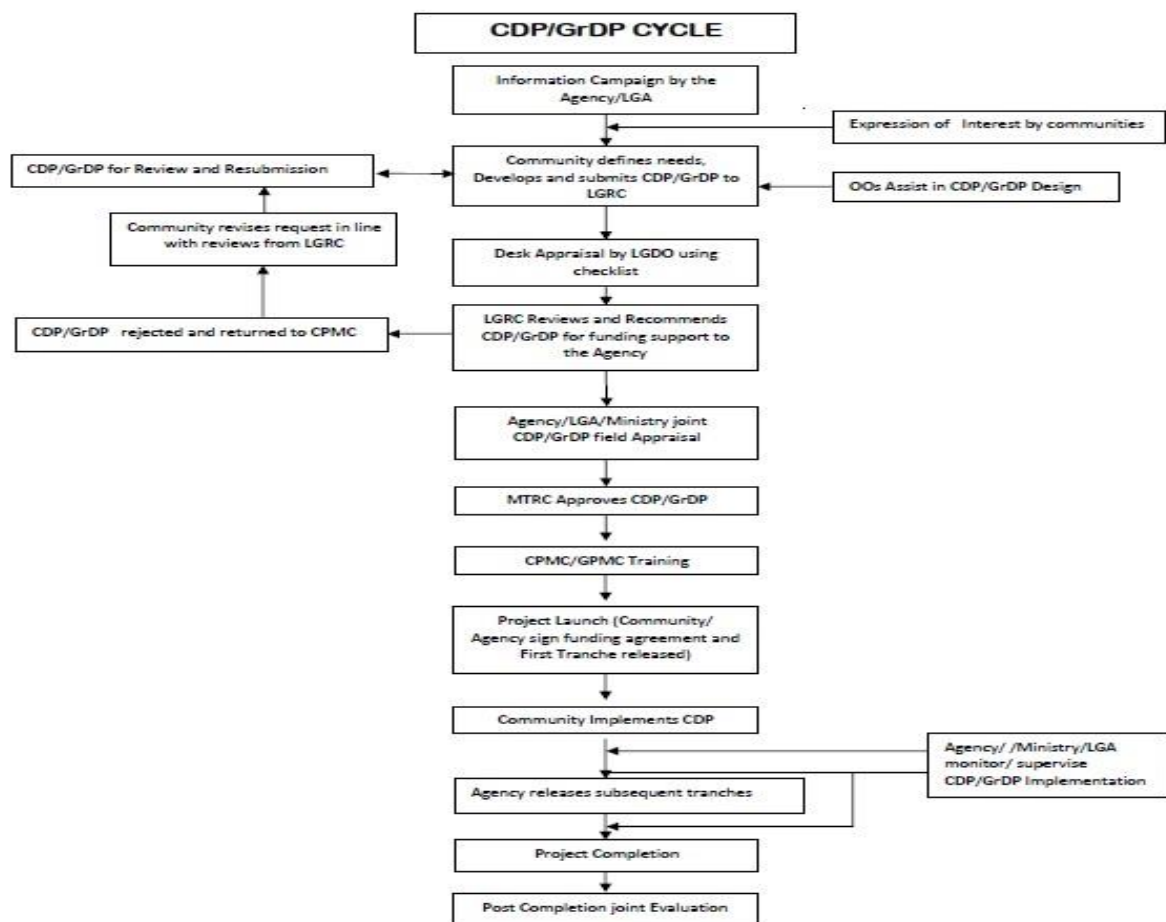 CDP/GrDP CYCLE
Information Campaign by the
Agency/LGA
Expression of Interest by communities
CDP/GrDP for Review and Resubmission
Community defines needs,
Develops and submits CDP/GrDP to
LGRC
OOs Assist in CDP/GrDP Design
Community revises request in line
with reviews from LGRC
Desk Appraisal by LGDO using
checklist
CDP/GrDP rejected and returned to CPMC
LGRC Reviews and Recommends
CDP/GrDP for funding support to
the Agency
Agency/LGA/Ministry joint
CDP/GrDP field Appraisal
MTRC Approves CDP/GrDP
CPMC/GPMC Training
Project Launch (Community/
Agency sign funding agreement and
First Tranche released)
Community Implements CDP
Agency/ /Ministry/LGA
monitor/ supervise
CDP/GrDP Implementation
Agency releases subsequent tranches
Project Completion
Post Completion joint Evaluation